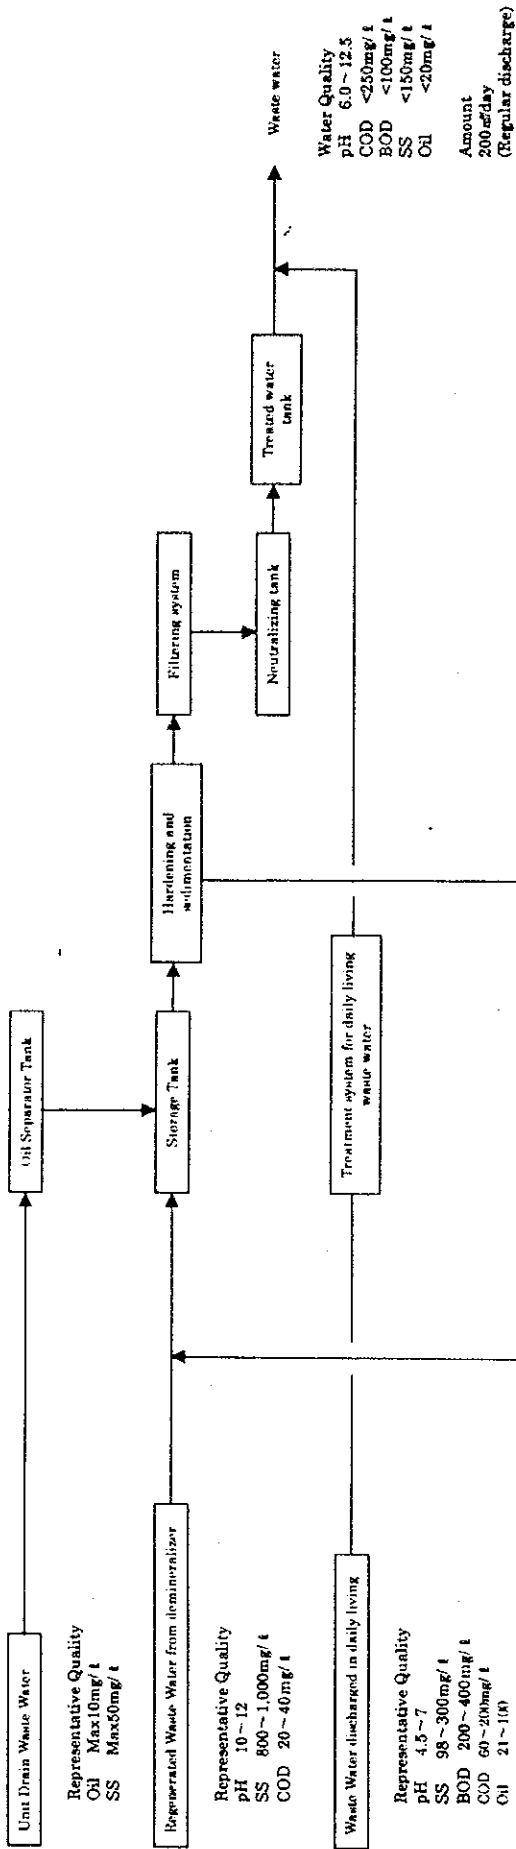 Unit Drain Waste Water
Oil Separator Tank
Representative Quality
Oil Max10mg/ℓ
SS Max50mg/ℓ
Regenerated Waste Water from demineralizer
Storage Tank
Hardening and
sedimentation
Filtering system
Neutralizing tank
Treated water
tank
Waste water
Representative Quality
pH 10~12
SS 800~1,000mg/ℓ
COD 20~40mg/ℓ
Waste Water discharged in daily living
Treatment system for daily living
waste water
Representative Quality
pH 4.5~7
SS 98~300mg/ℓ
BOD 200~400mg/ℓ
COD 60~200mg/ℓ
Oil 21~100
Water Quality
pH 6.0~12.5
COD <250mg/ℓ
BOD <100mg/ℓ
SS <150mg/ℓ
Oil <20mg/ℓ
Amount
200㎥/day
(Regular discharge)